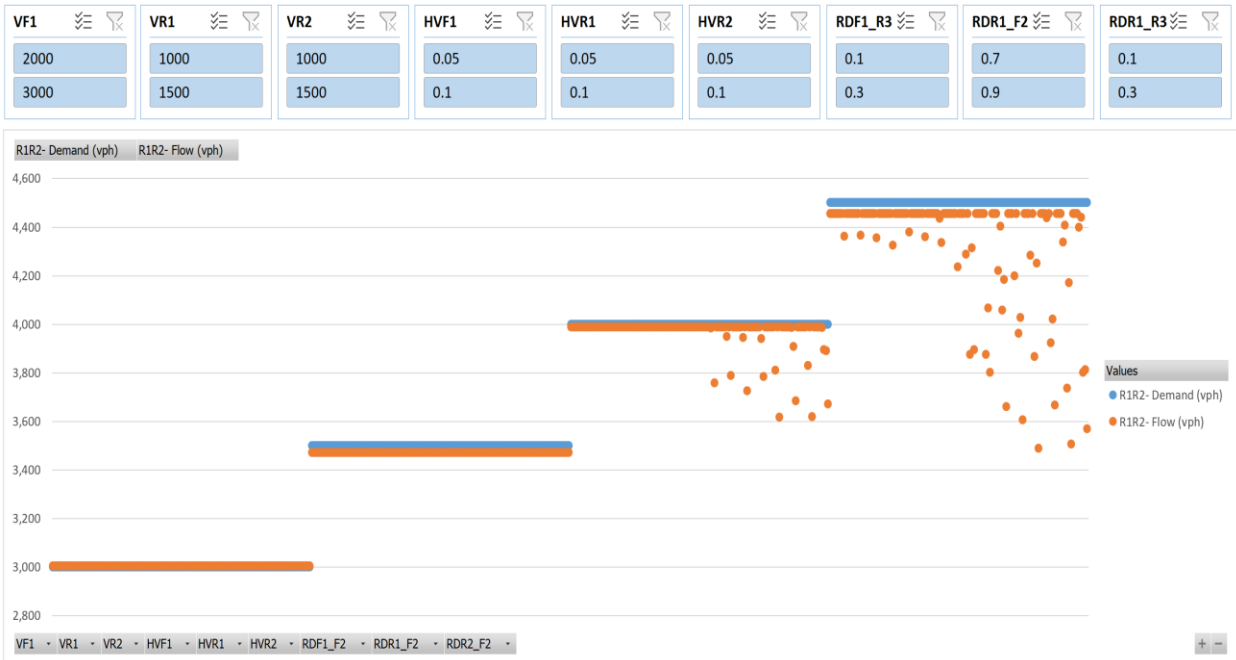 VF1 VR1 VR2 HVF1 HVR1 HVR2 RDF1_R3 RDR1_F2 RDR1_R3
2000 1000 1000 0.05 0.05 0.05 0.1 0.7 0.1
3000 1500 1500 0.1 0.1 0.1 0.3 0.9 0.3
R1R2- Demand (vph) R1R2- Flow (vph)
4,600
4,400
4,200
4,000
3,800
3,600
3,400
3,200
3,000
2,800
Values
R1R2- Demand (vph)
R1R2- Flow (vph)
VF1 VR1 VR2 HVF1 HVR1 HVR2 RDF1_F2 RDR1_F2 RDR2_F2
+ −